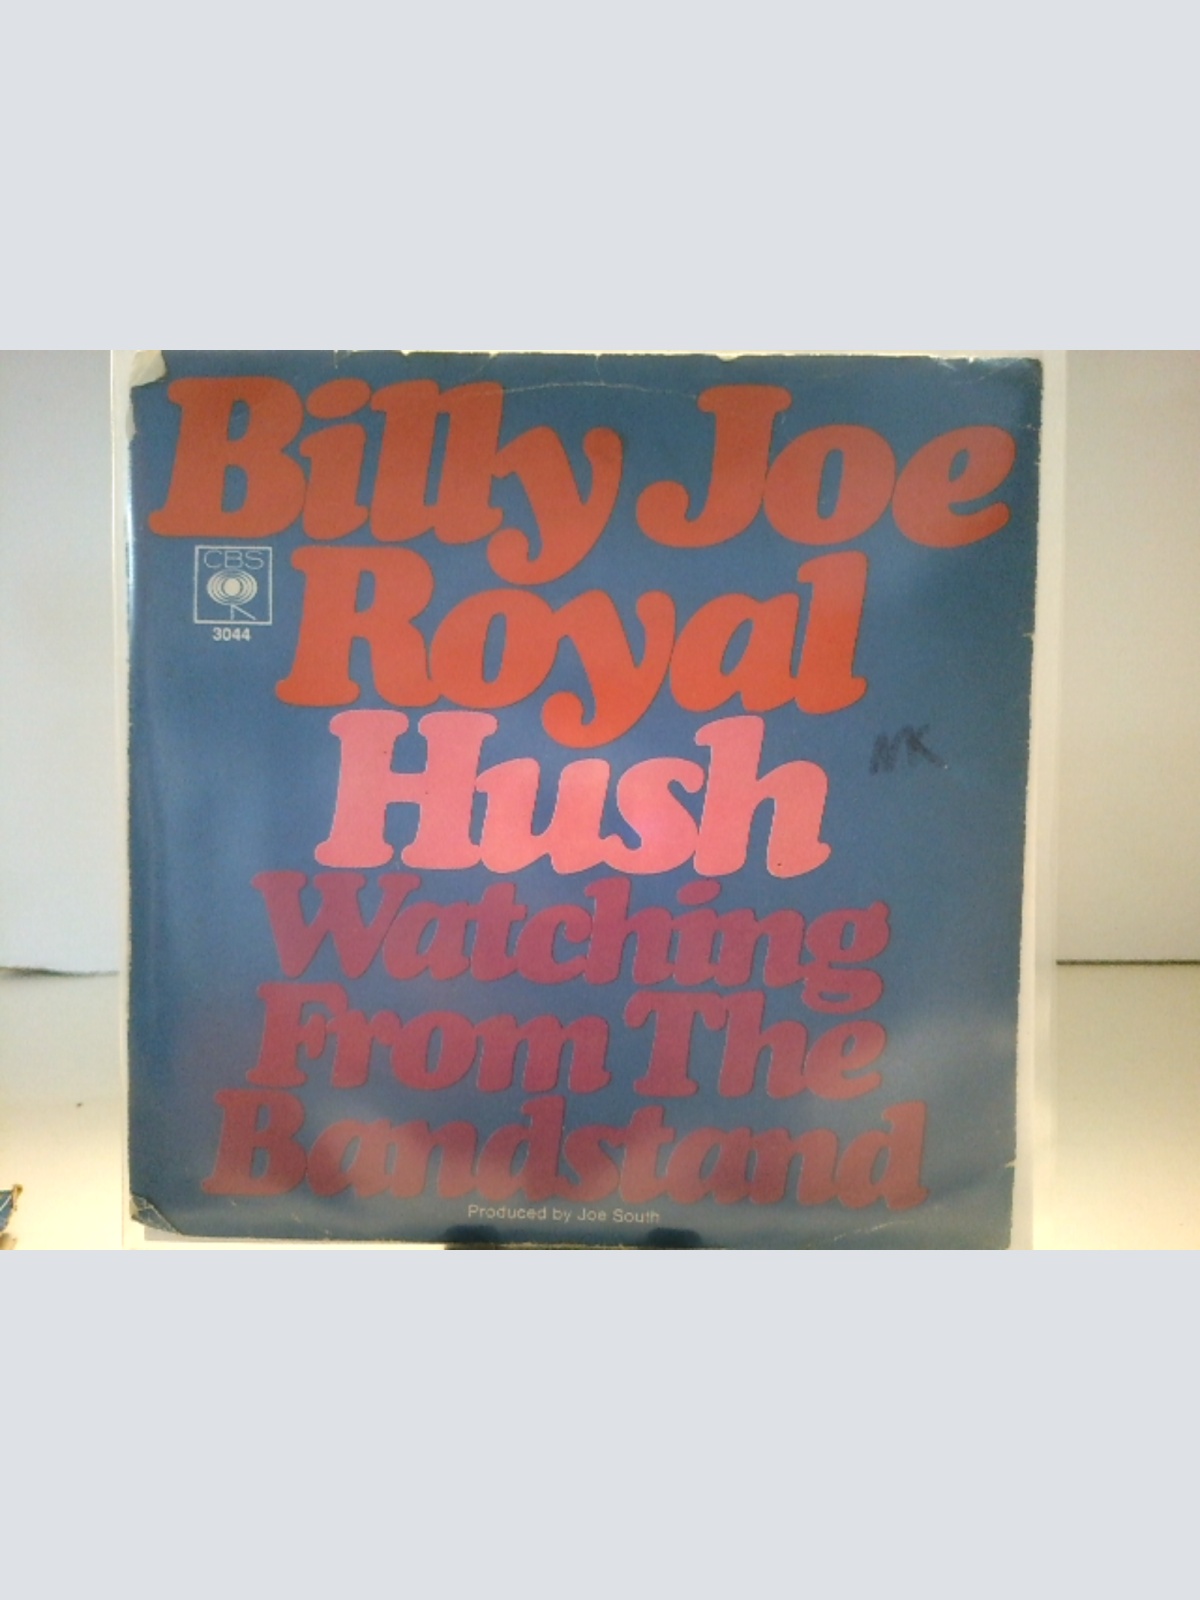 Billy Joe
CBS
3044
Royal
Hush
NK
Watching
From The
Bandstand
Produced by Joe South